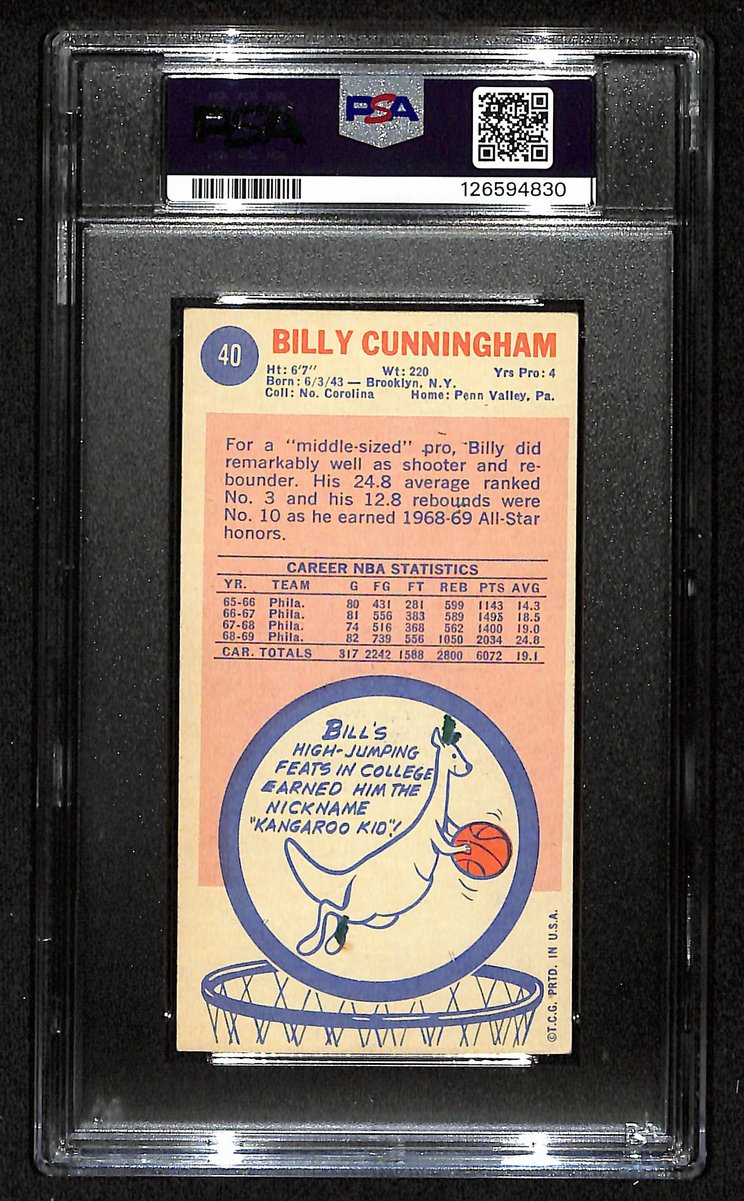 PSA
PSA
126594830
40
BILLY CUNNINGHAM
Ht: 6'7" Wt: 220 Yrs Pro: 4
Born: 6/3/43 — Brooklyn, N.Y.
Coll: No. Corolina Home: Penn Valley, Pa.
For a "middle-sized" pro, Billy did
remarkably well as shooter and re-
bounder. His 24.8 average ranked
No. 3 and his 12.8 rebounds were
No. 10 as he earned 1968-69 All-Star
honors.
CAREER NBA STATISTICS
YR. TEAM G FG FT REB PTS AVG
65-66 Phila. 80 431 281 599 1143 14.3
66-67 Phila. 81 556 383 589 1495 18.5
67-68 Phila. 74 516 368 562 1400 19.0
68-69 Phila. 82 739 556 1050 2034 24.8
CAR. TOTALS 317 2242 1588 2800 6072 19.1
BILL'S
HIGH-JUMPING
FEATS IN COLLEGE
EARNED HIM THE
NICKNAME
"KANGAROO KID"!
©T.C.G. PRTD. IN U.S.A.
PSA